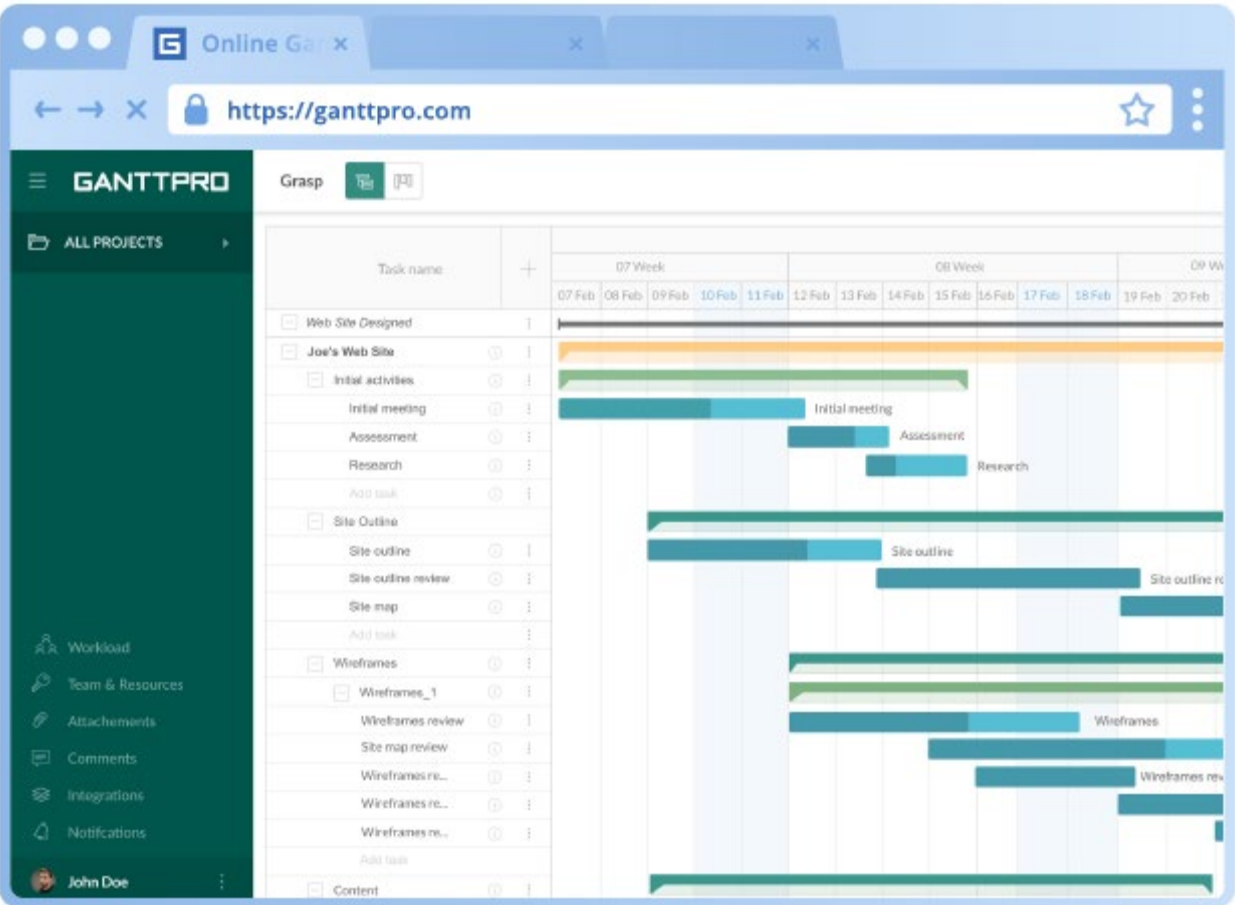 G Online Ga
https://ganttpro.com
GANTTPRO
Grasp
ALL PROJECTS
Task name
07 Week
08 Week
07 Feb 08 Feb 09 Feb 10 Feb 11 Feb 12 Feb 13 Feb 14 Feb 15 Feb 16 Feb 17 Feb 18 Feb 19 Feb 20 Feb
Web Site Designed
Joe's Web Site
Initial activities
Initial meeting
Initial meeting
Assessment
Assessment
Research
Research
Add task
Site Outline
Site outline
Site outline
Site outline review
Site outline re
Site map
Add task
Wireframes
Wireframes_1
Wireframes review
Wireframes
Site map review
Wireframes re...
Wireframes rev
Wireframes re...
Wireframes re...
Add task
Content
Workload
Team & Resources
Attachements
Comments
Integrations
Notifcations
John Doe